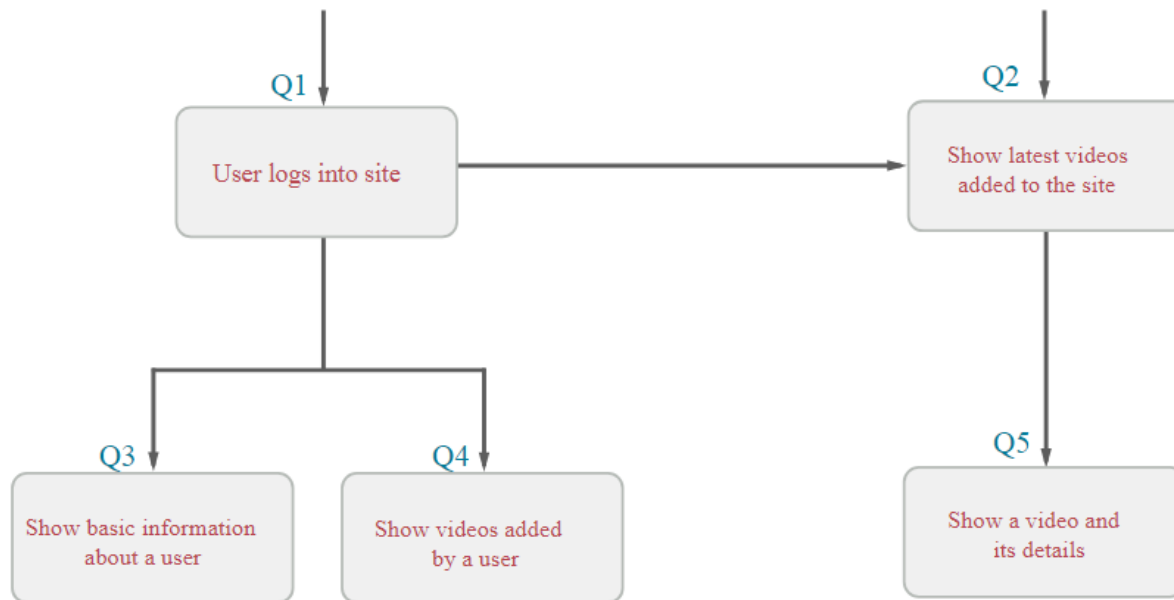 Q1
User logs into site
Q2
Show latest videos
added to the site
Q3
Show basic information
about a user
Q4
Show videos added
by a user
Q5
Show a video and
its details